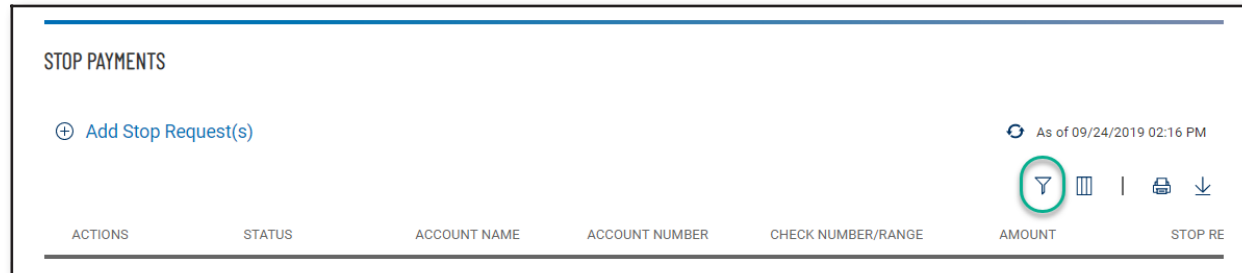 STOP PAYMENTS
Add Stop Request(s)
As of 09/24/2019 02:16 PM
ACTIONS STATUS ACCOUNT NAME ACCOUNT NUMBER CHECK NUMBER/RANGE AMOUNT STOP RE